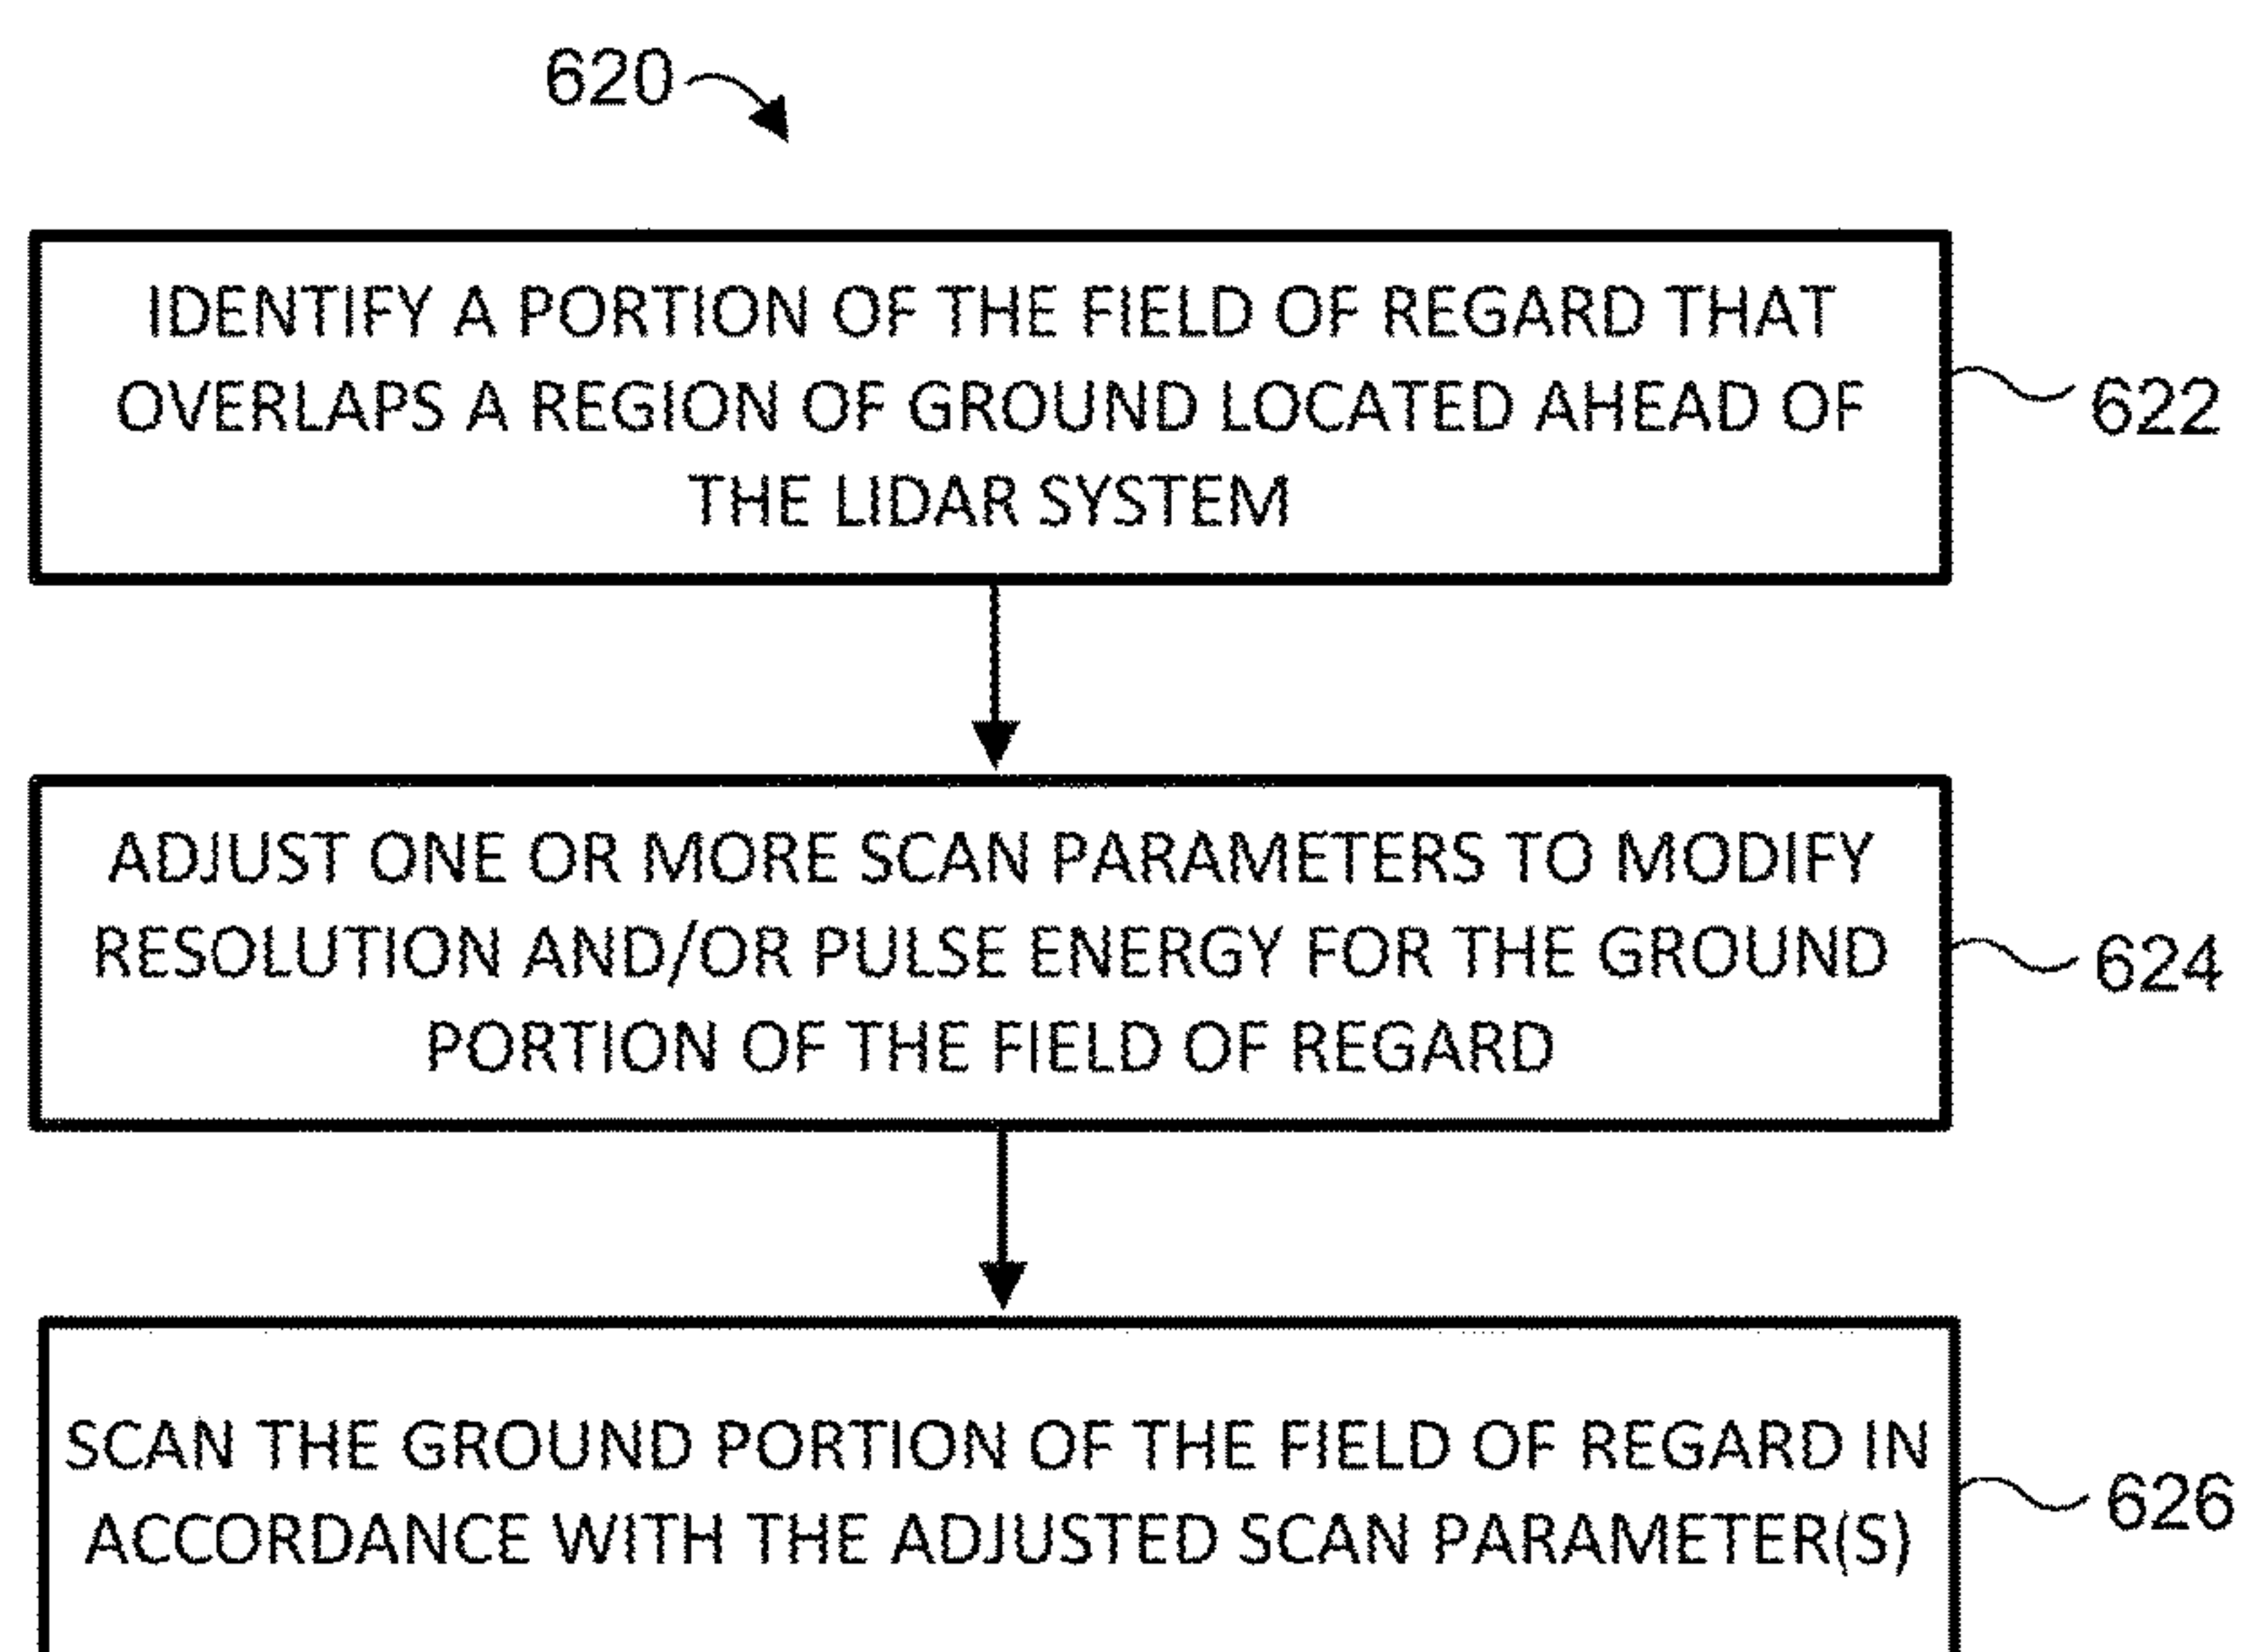 620
IDENTIFY A PORTION OF THE FIELD OF REGARD THAT
OVERLAPS A REGION OF GROUND LOCATED AHEAD OF
THE LIDAR SYSTEM
622
ADJUST ONE OR MORE SCAN PARAMETERS TO MODIFY
RESOLUTION AND/OR PULSE ENERGY FOR THE GROUND
PORTION OF THE FIELD OF REGARD
624
SCAN THE GROUND PORTION OF THE FIELD OF REGARD IN
ACCORDANCE WITH THE ADJUSTED SCAN PARAMETER(S)
626